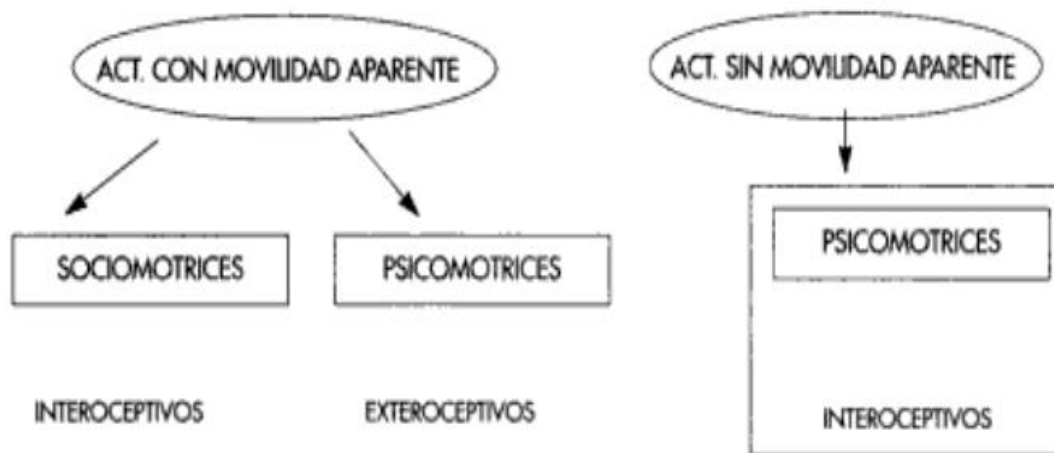 ACT. CON MOVILIDAD APARENTE
ACT. SIN MOVILIDAD APARENTE
SOCIOMOTRICES
PSICOMOTRICES
PSICOMOTRICES
INTEROCEPTIVOS
EXTEROCEPTIVOS
INTEROCEPTIVOS